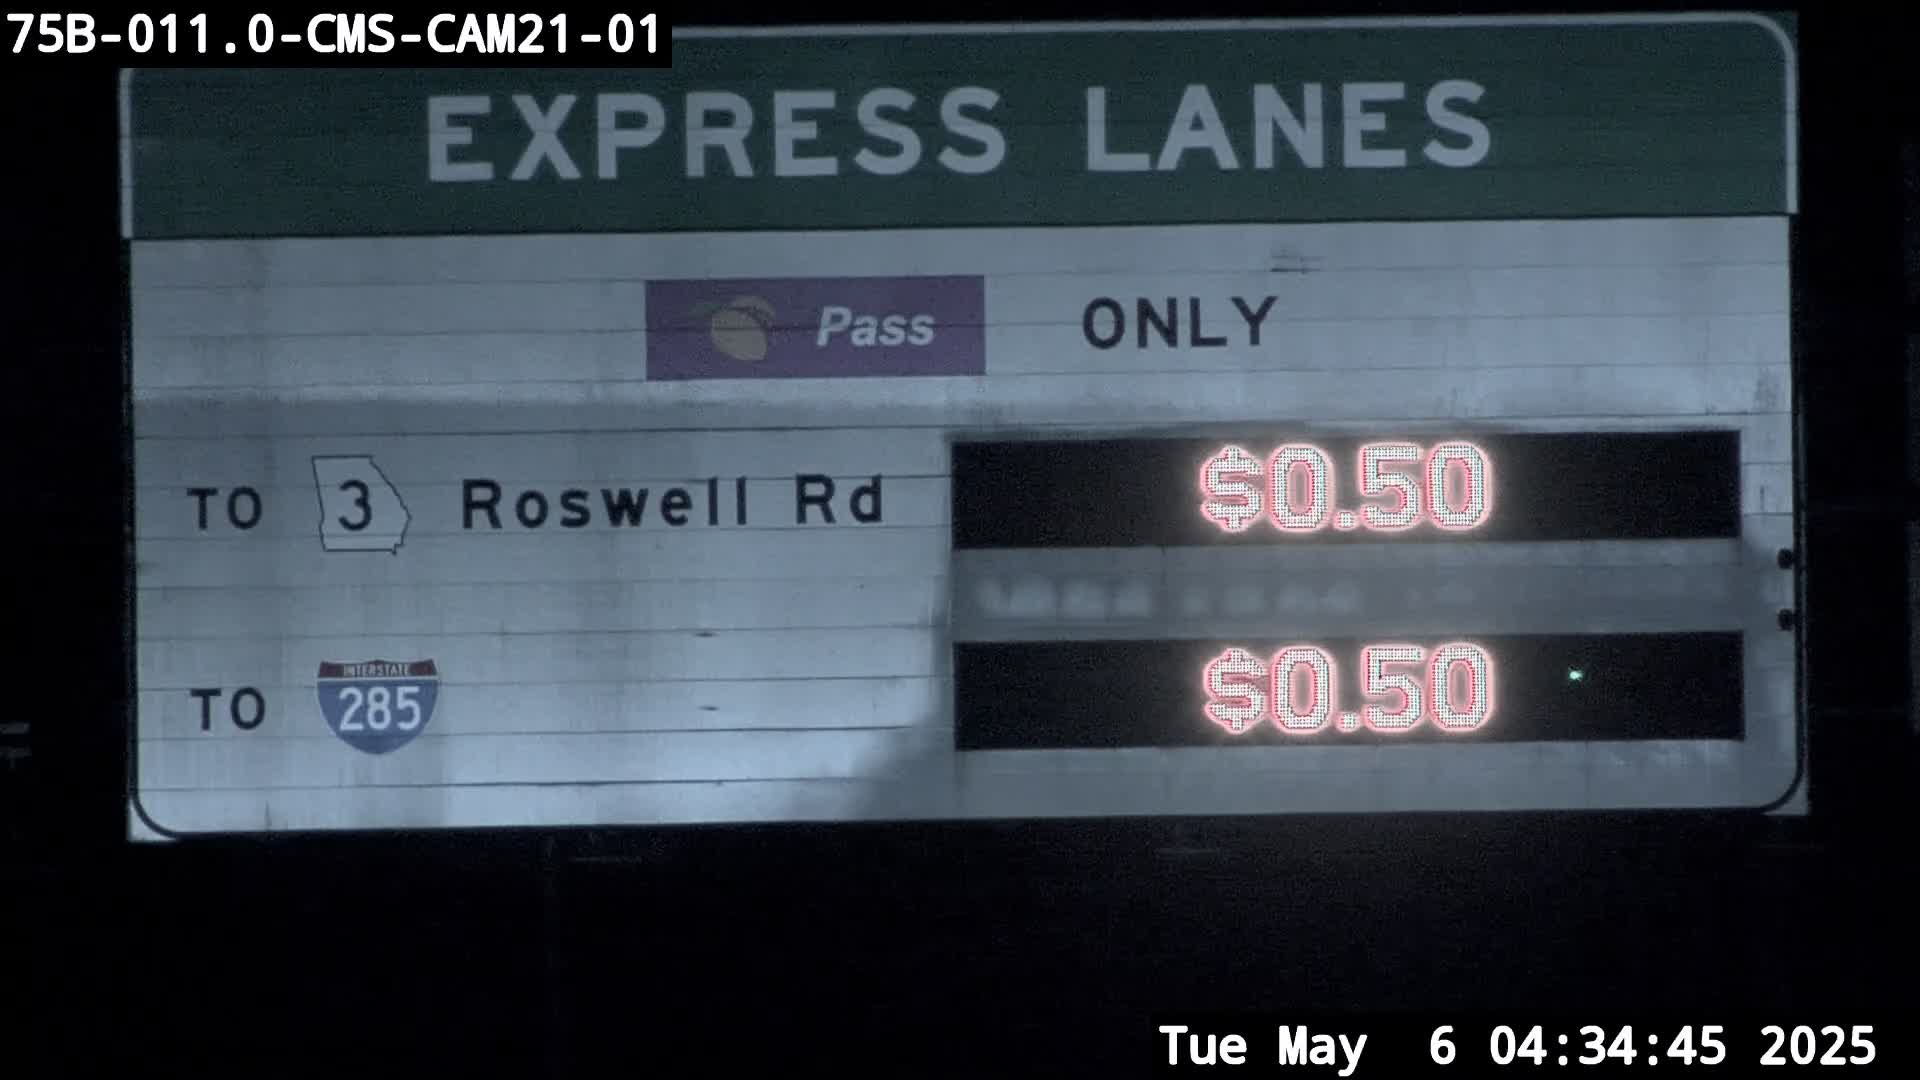 75B-011.0-CMS-CAM21-01
EXPRESS LANES
Pass ONLY
TO 3 Roswell Rd $0.50
INTERSTATE
TO 285 $0.50
Tue May 6 04:34:45 2025